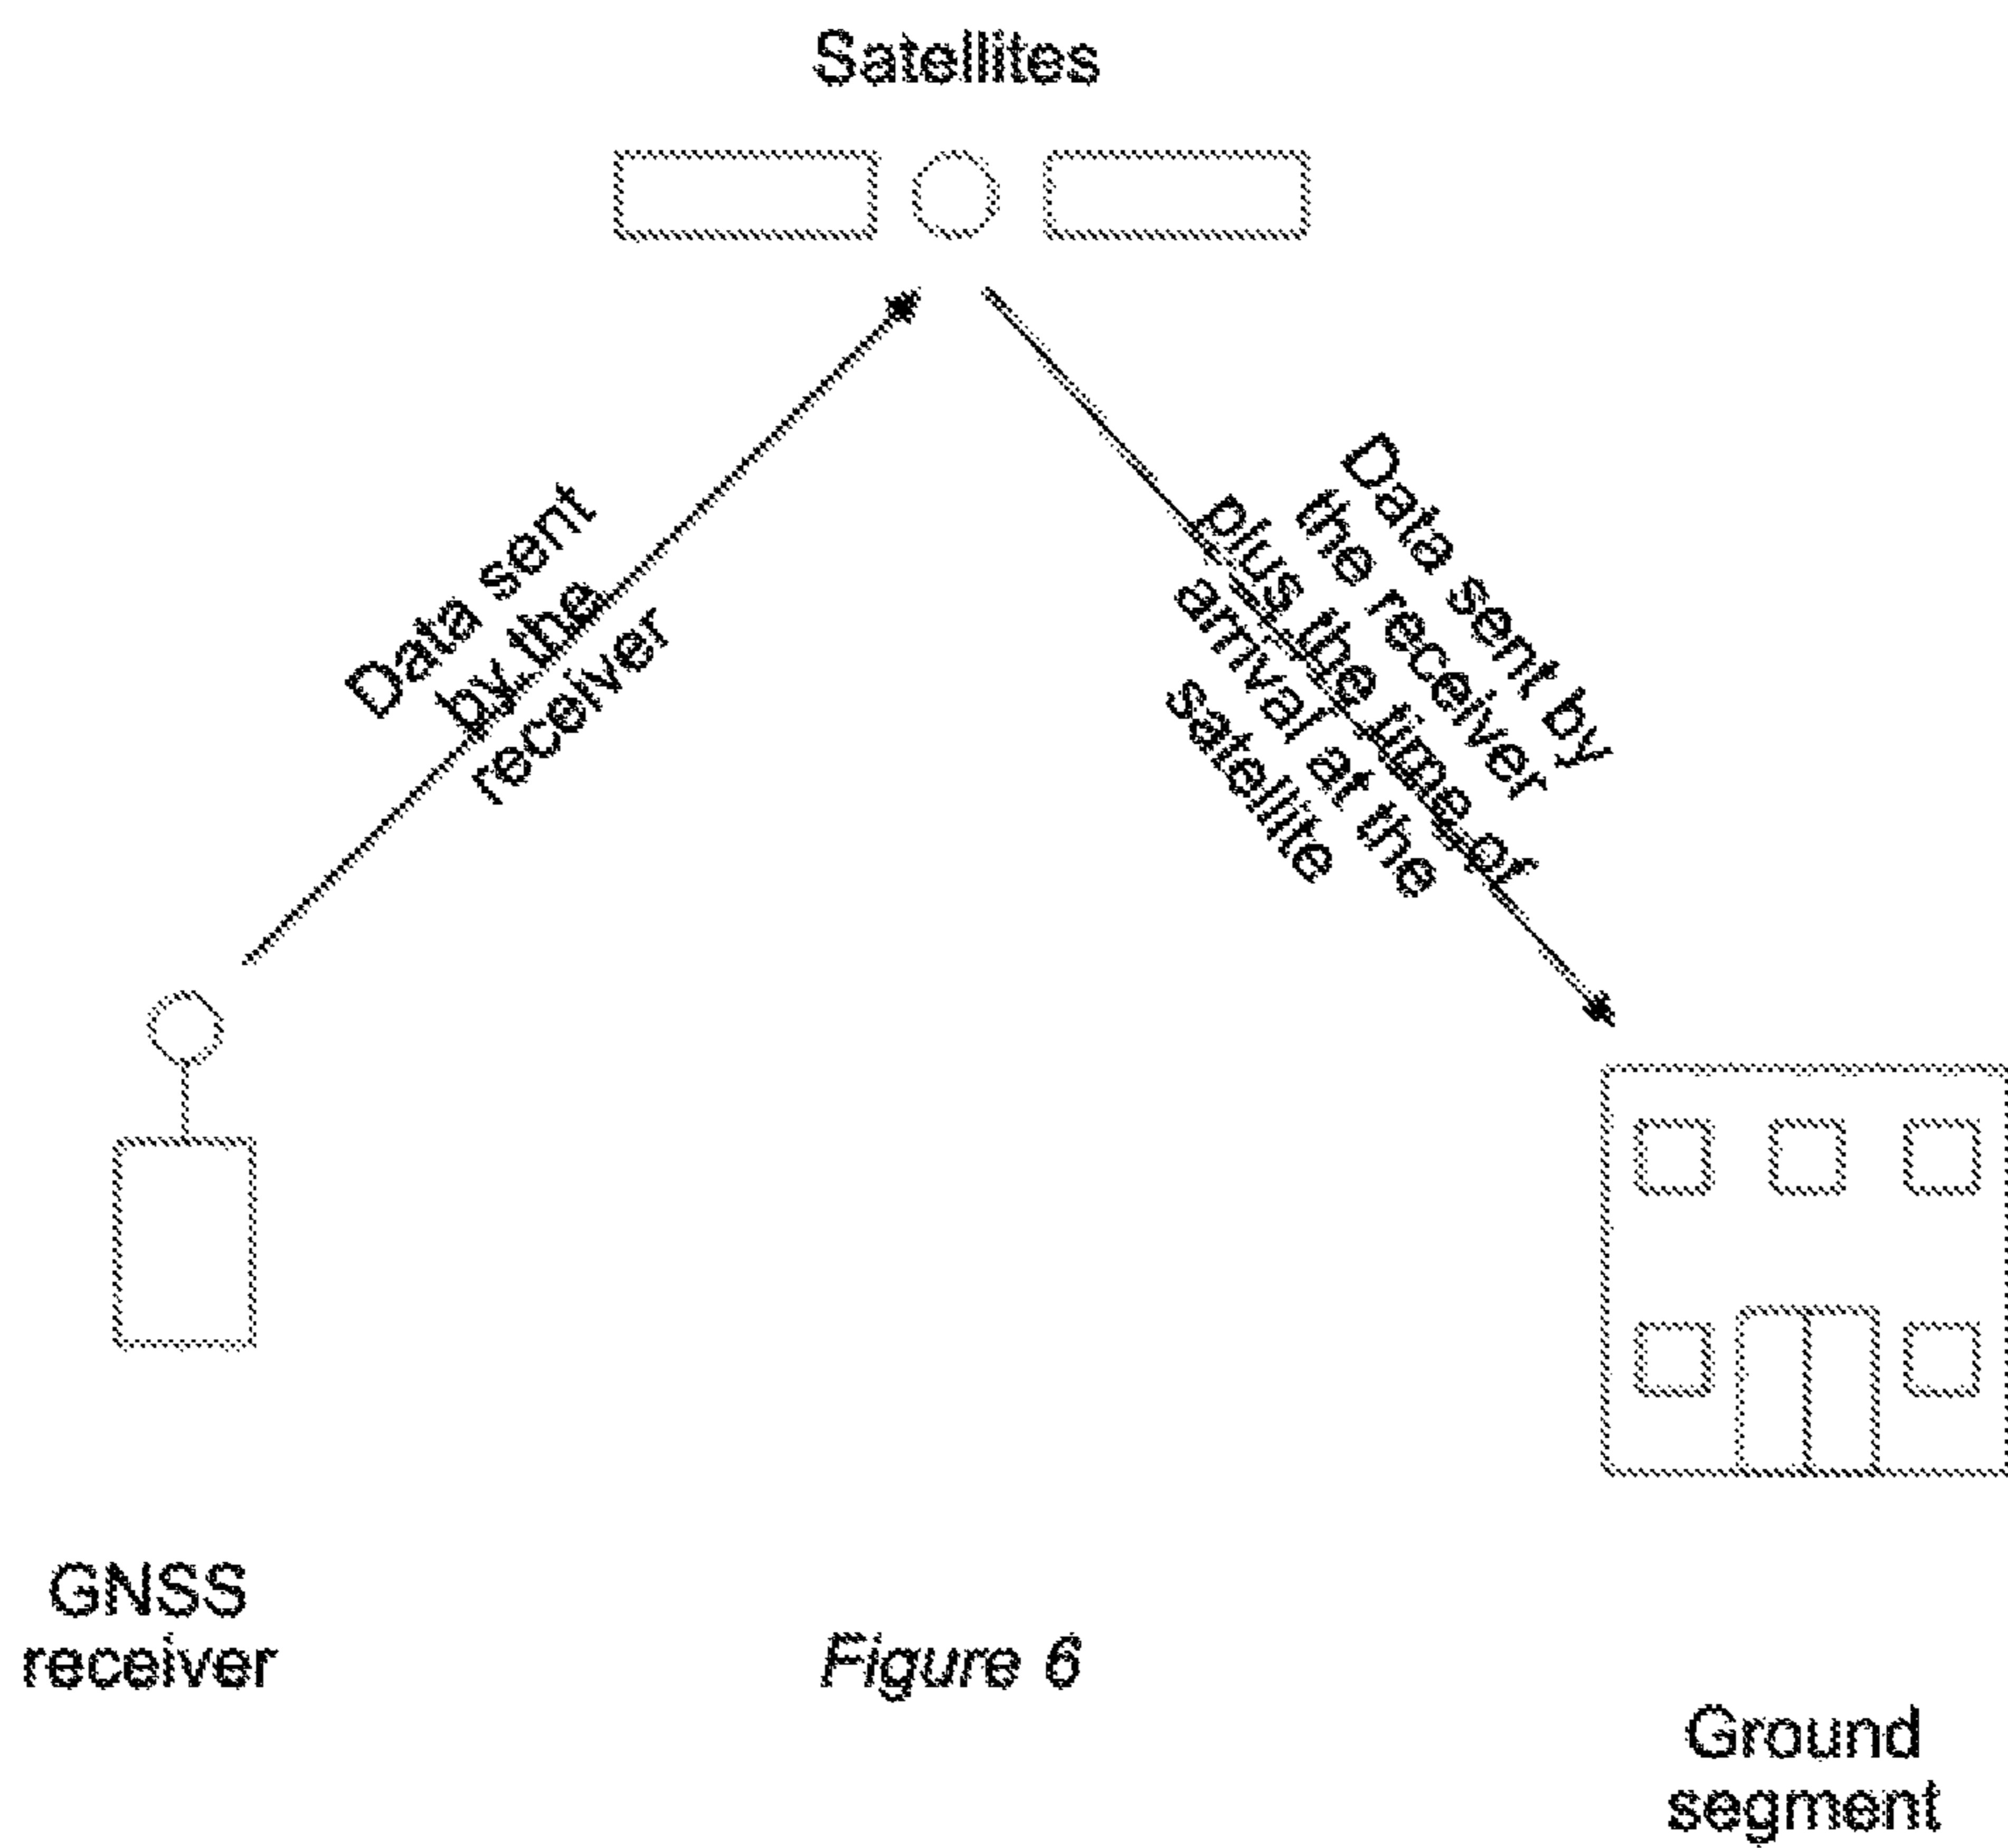 Satellites
Data sent
by the
receiver
Data sent by
the receiver
plus the time of
arrival at the
satellite
GNSS
receiver
Figure 6
Ground
segment